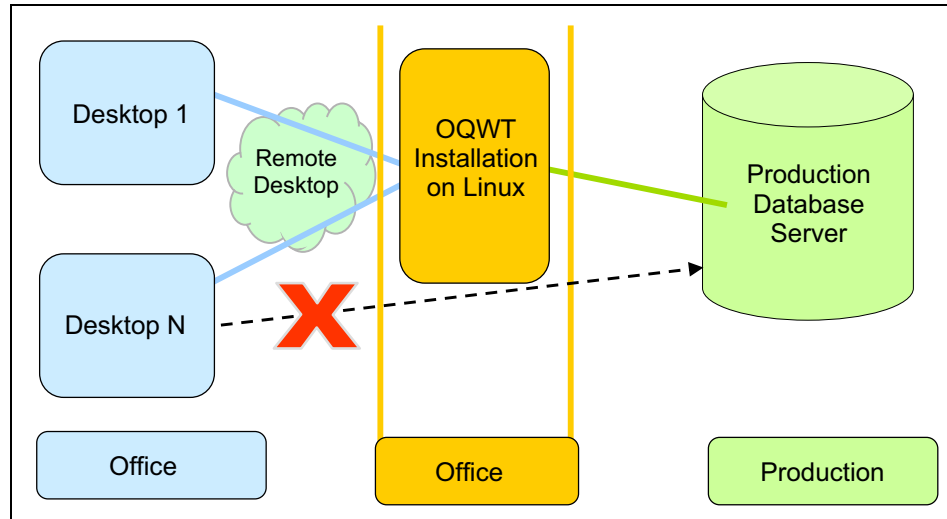 Desktop 1
Remote
Desktop
OQWT
Installation
on Linux
Production
Database
Server
Desktop N
Office
Office
Production